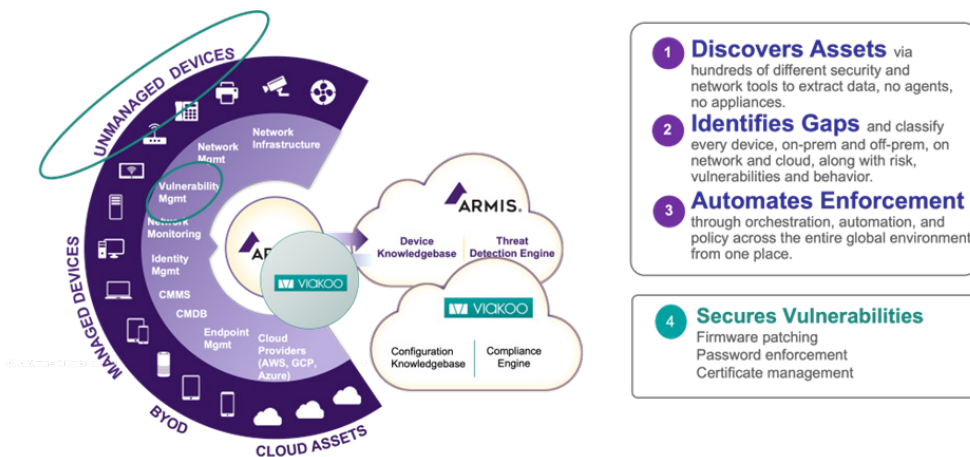 UNMANAGED DEVICES
MANAGED DEVICES
BYOD
CLOUD ASSETS
Network
Infrastructure
Network
Mgmt
Vulnerability
Mgmt
Network
Monitoring
Identity
Mgmt
CMMS
CMDB
Endpoint
Mgmt
Cloud
Providers
(AWS, GCP,
Azure)
VIAKOO
ARMIS®
Device
Knowledgebase
Threat
Detection Engine
VIAKOO
Configuration
Knowledgebase
Compliance
Engine
1 Discovers Assets via
hundreds of different security and
network tools to extract data, no agents,
no appliances.
2 Identifies Gaps and classify
every device, on-prem and off-prem, on
network and cloud, along with risk,
vulnerabilities and behavior.
3 Automates Enforcement
through orchestration, automation, and
policy across the entire global environment
from one place.
4 Secures Vulnerabilities
Firmware patching
Password enforcement
Certificate management